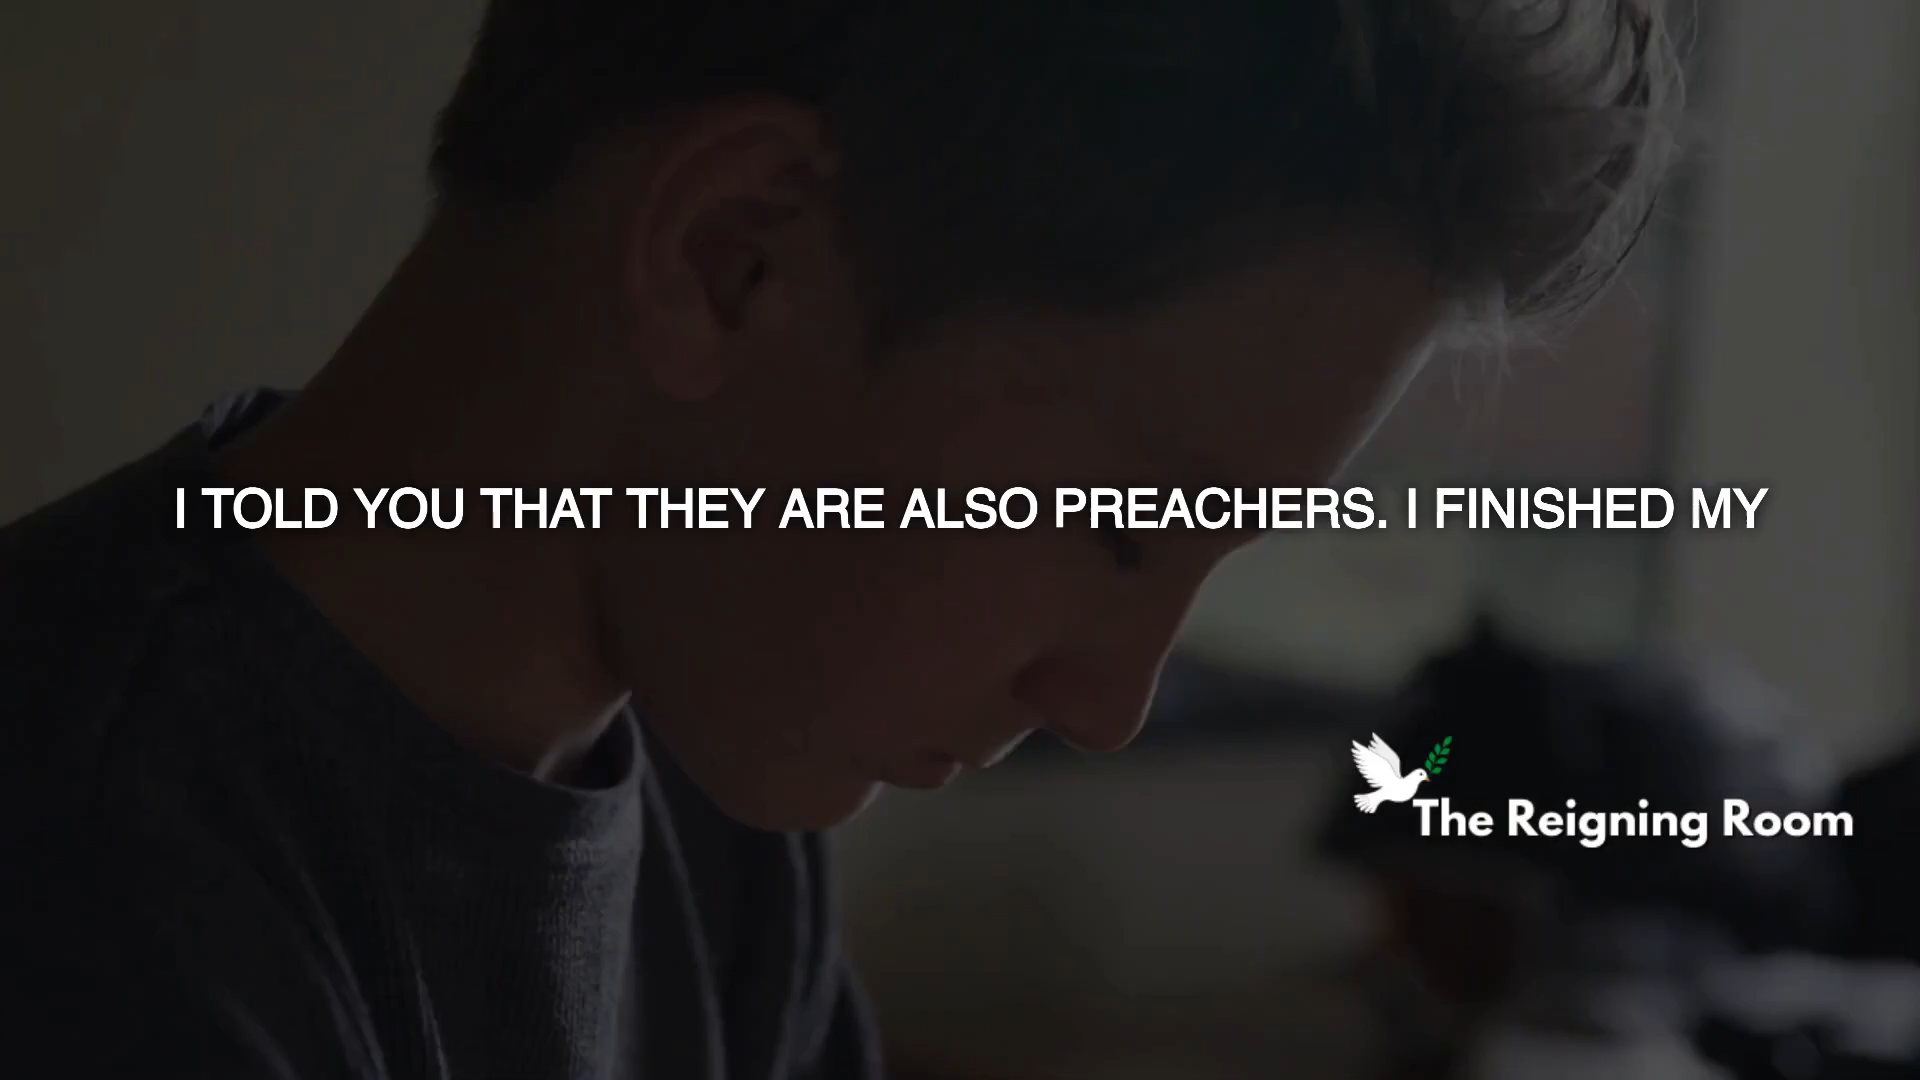 I TOLD YOU THAT THEY ARE ALSO PREACHERS. I FINISHED MY
The Reigning Room